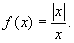 f(x) = |x|/x.